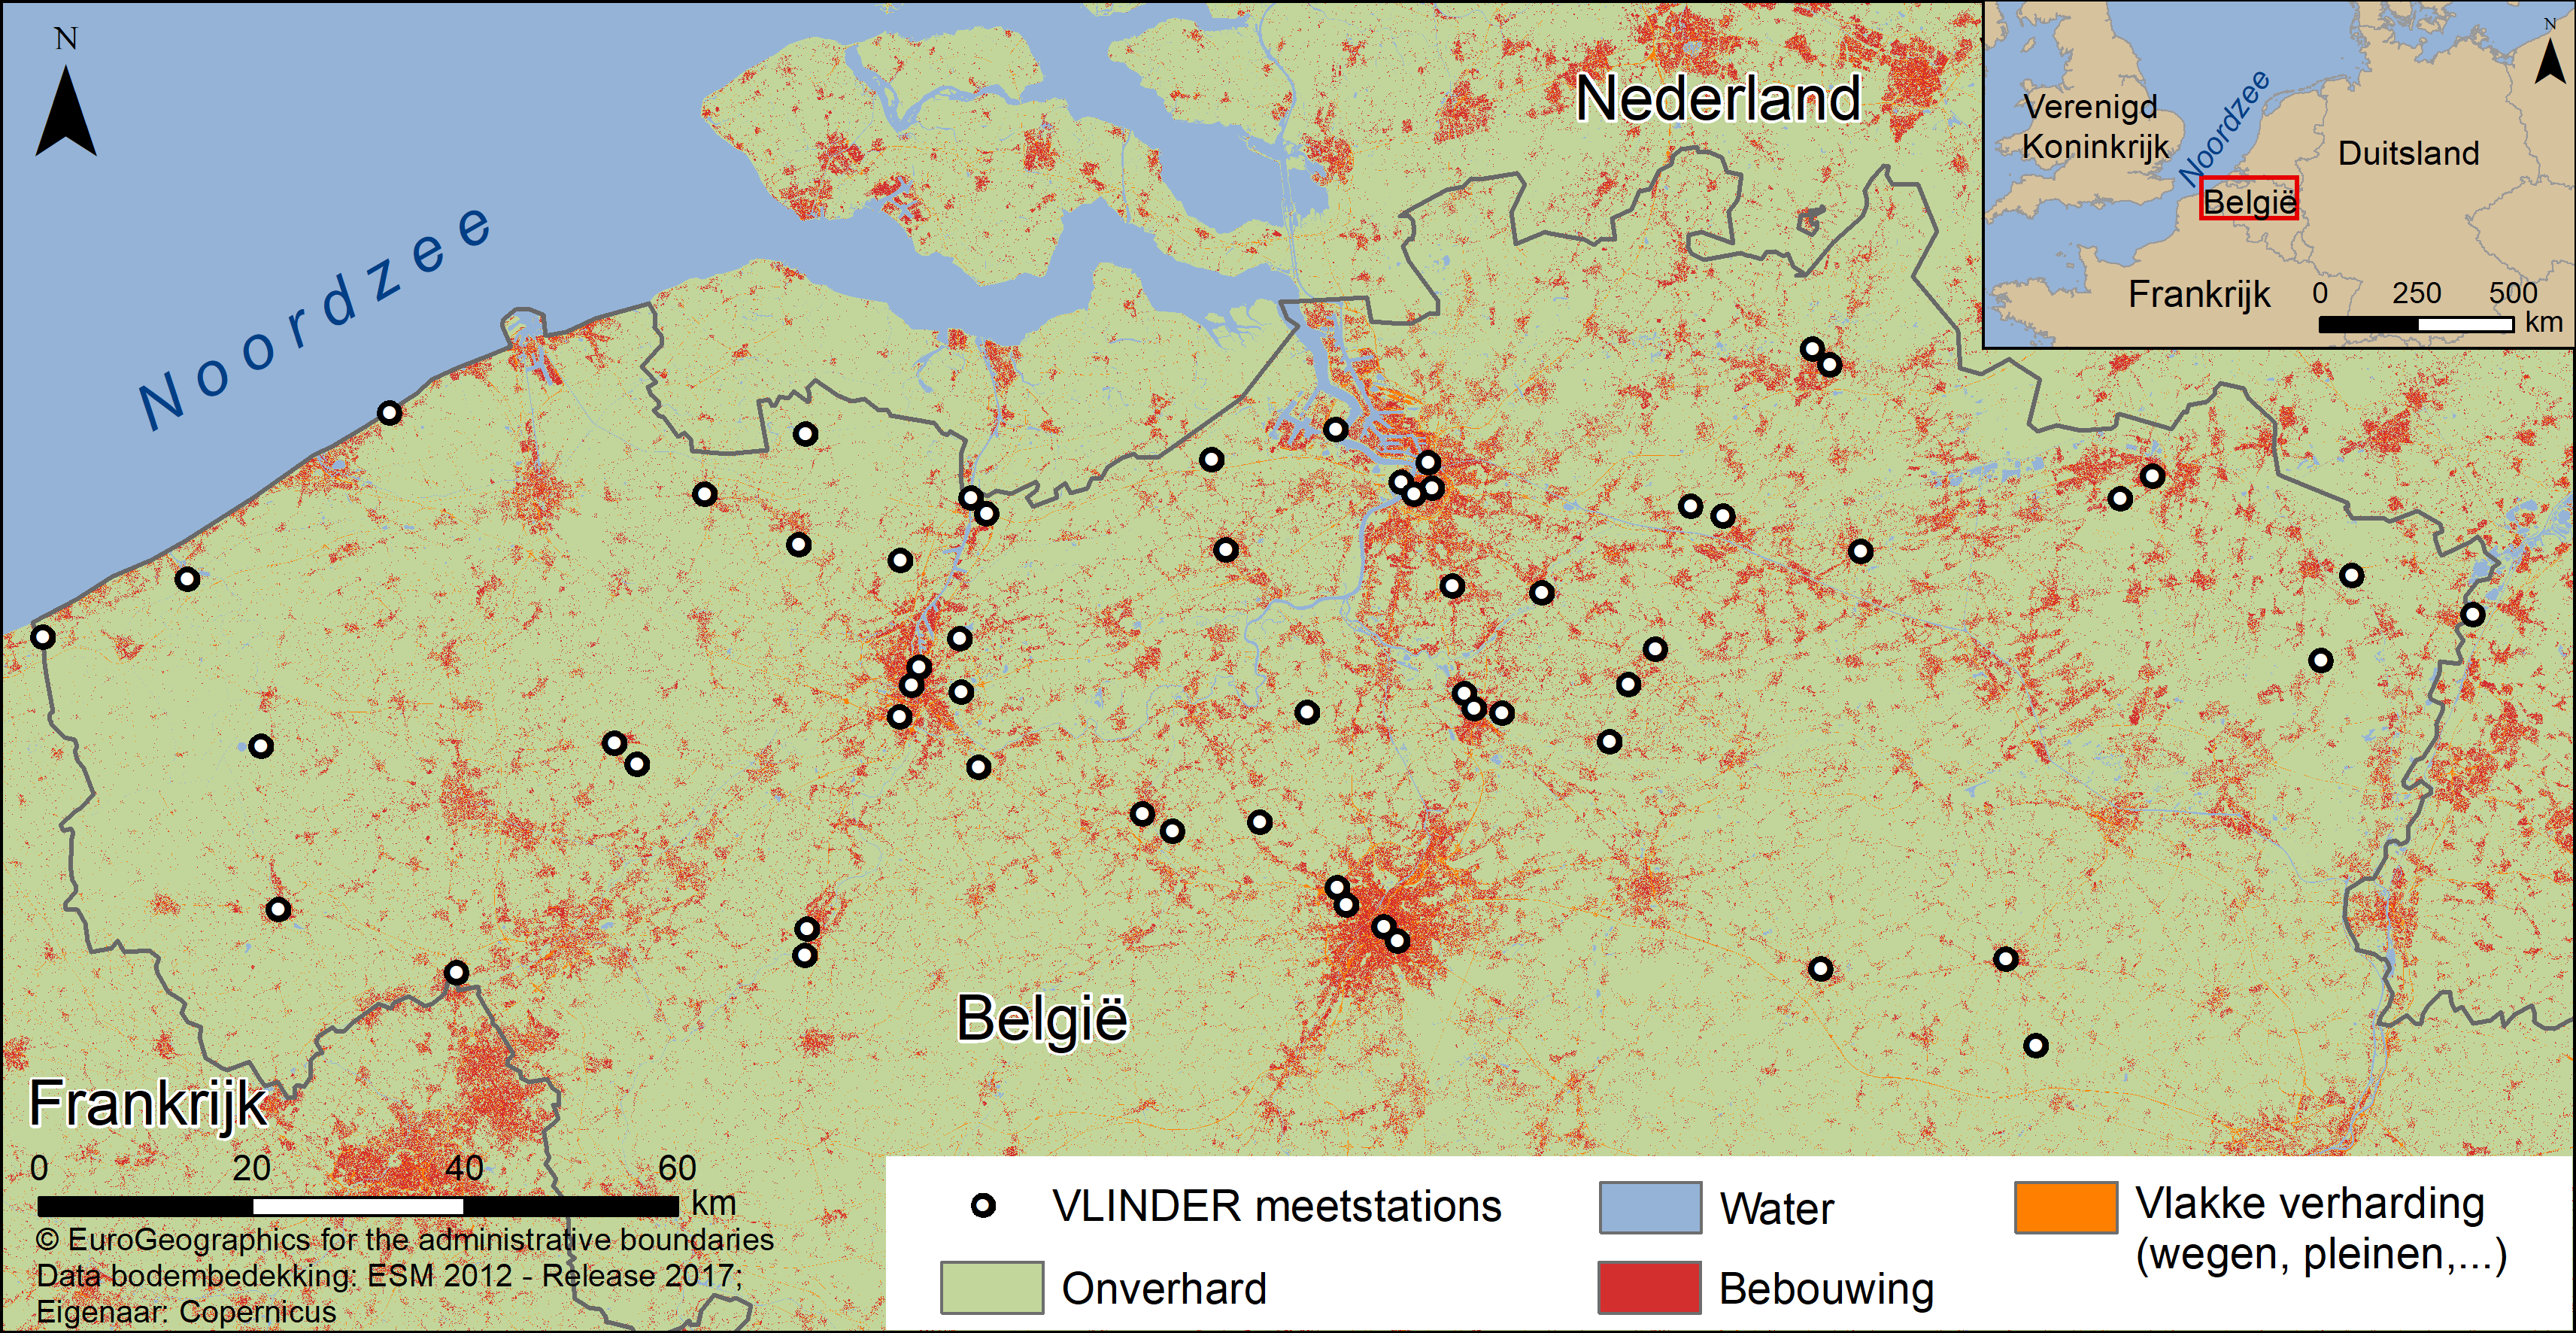 N
Noordzee
Nederland
België
Frankrijk
N
Verenigd
Koninkrijk
Noordzee
Duitsland
België
Frankrijk
0 250 500
km
0 20 40 60
km
© EuroGeographics for the administrative boundaries
Data bodembedekking: ESM 2012 - Release 2017;
Eigenaar: Copernicus
VLINDER meetstations
Onverhard
Water
Bebouwing
Vlakke verharding
(wegen, pleinen,...)